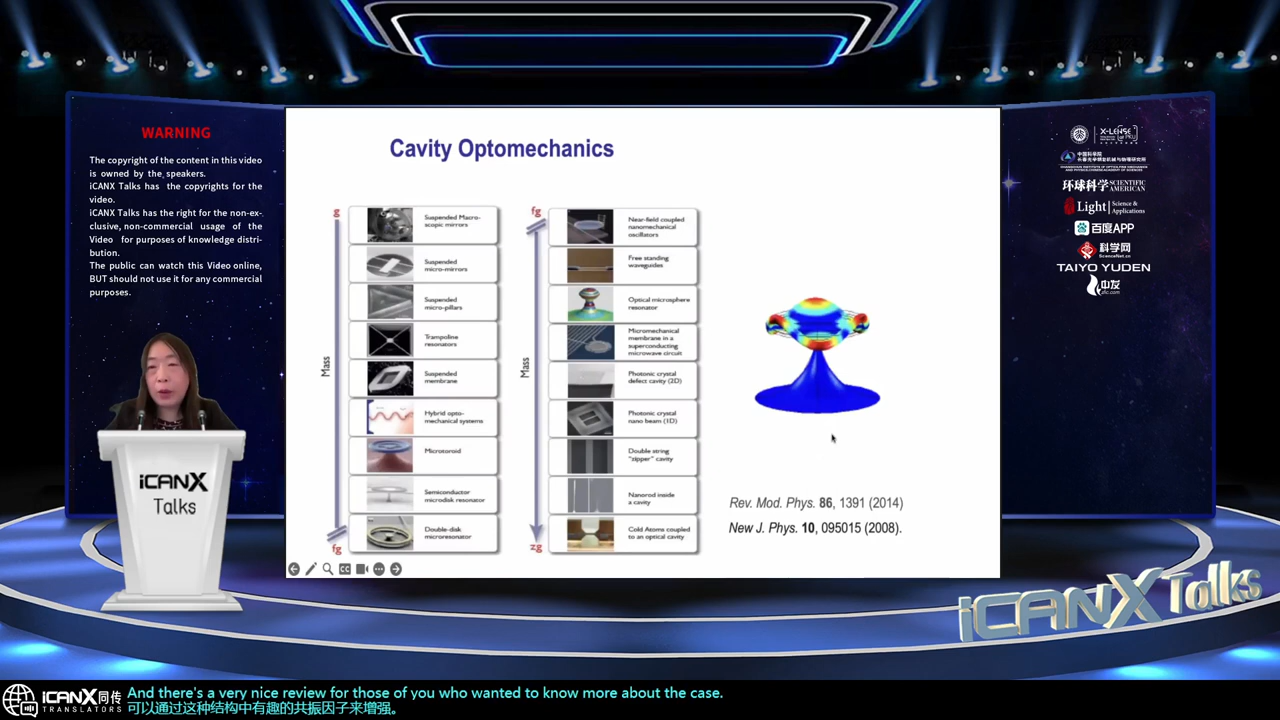 WARNING
The copyright of the content in this video
is owned by the speakers.
iCANX Talks has the copyrights for the
video.
iCANX Talks has the right for the non-ex-
clusive, non-commercial usage of the
Video for purposes of knowledge distri-
bution.
The public can watch this Video online,
BUT should not use it for any commercial
purposes.
iCANX
Talks
Cavity Optomechanics
g
Suspended Macro-
scopic mirrors
Suspended
micro-mirrors
Suspended
micro-pillars
Trampoline
resonators
Mass
Suspended
membrane
Hybrid opto-
mechanical systems
Microtoroid
Semiconductor
microdisk resonator
Double-disk
microresonator
fg
fg
Near-field coupled
nanomechanical
oscillators
Free standing
waveguides
Optical microsphere
resonator
Micromechanical
membrane in a
superconducting
microwave circuit
Mass
Photonic crystal
defect cavity (2D)
Photonic crystal
nano beam (1D)
Double string
"zipper" cavity
Nanorod inside
a cavity
Cold Atoms coupled
to an optical cavity
zg
Rev. Mod. Phys. 86, 1391 (2014)
New J. Phys. 10, 095015 (2008).
X-LENSE
环球科学 SCIENTIFIC AMERICAN
Light Science & Applications
百度APP
科学网
ScienceNet.cn
TAIYO YUDEN
iCANX Talks
iCANX同传
TRANSLATORS
And there's a very nice review for those of you who wanted to know more about the case.
可以通过这种结构中有趣的共振因子来增强。